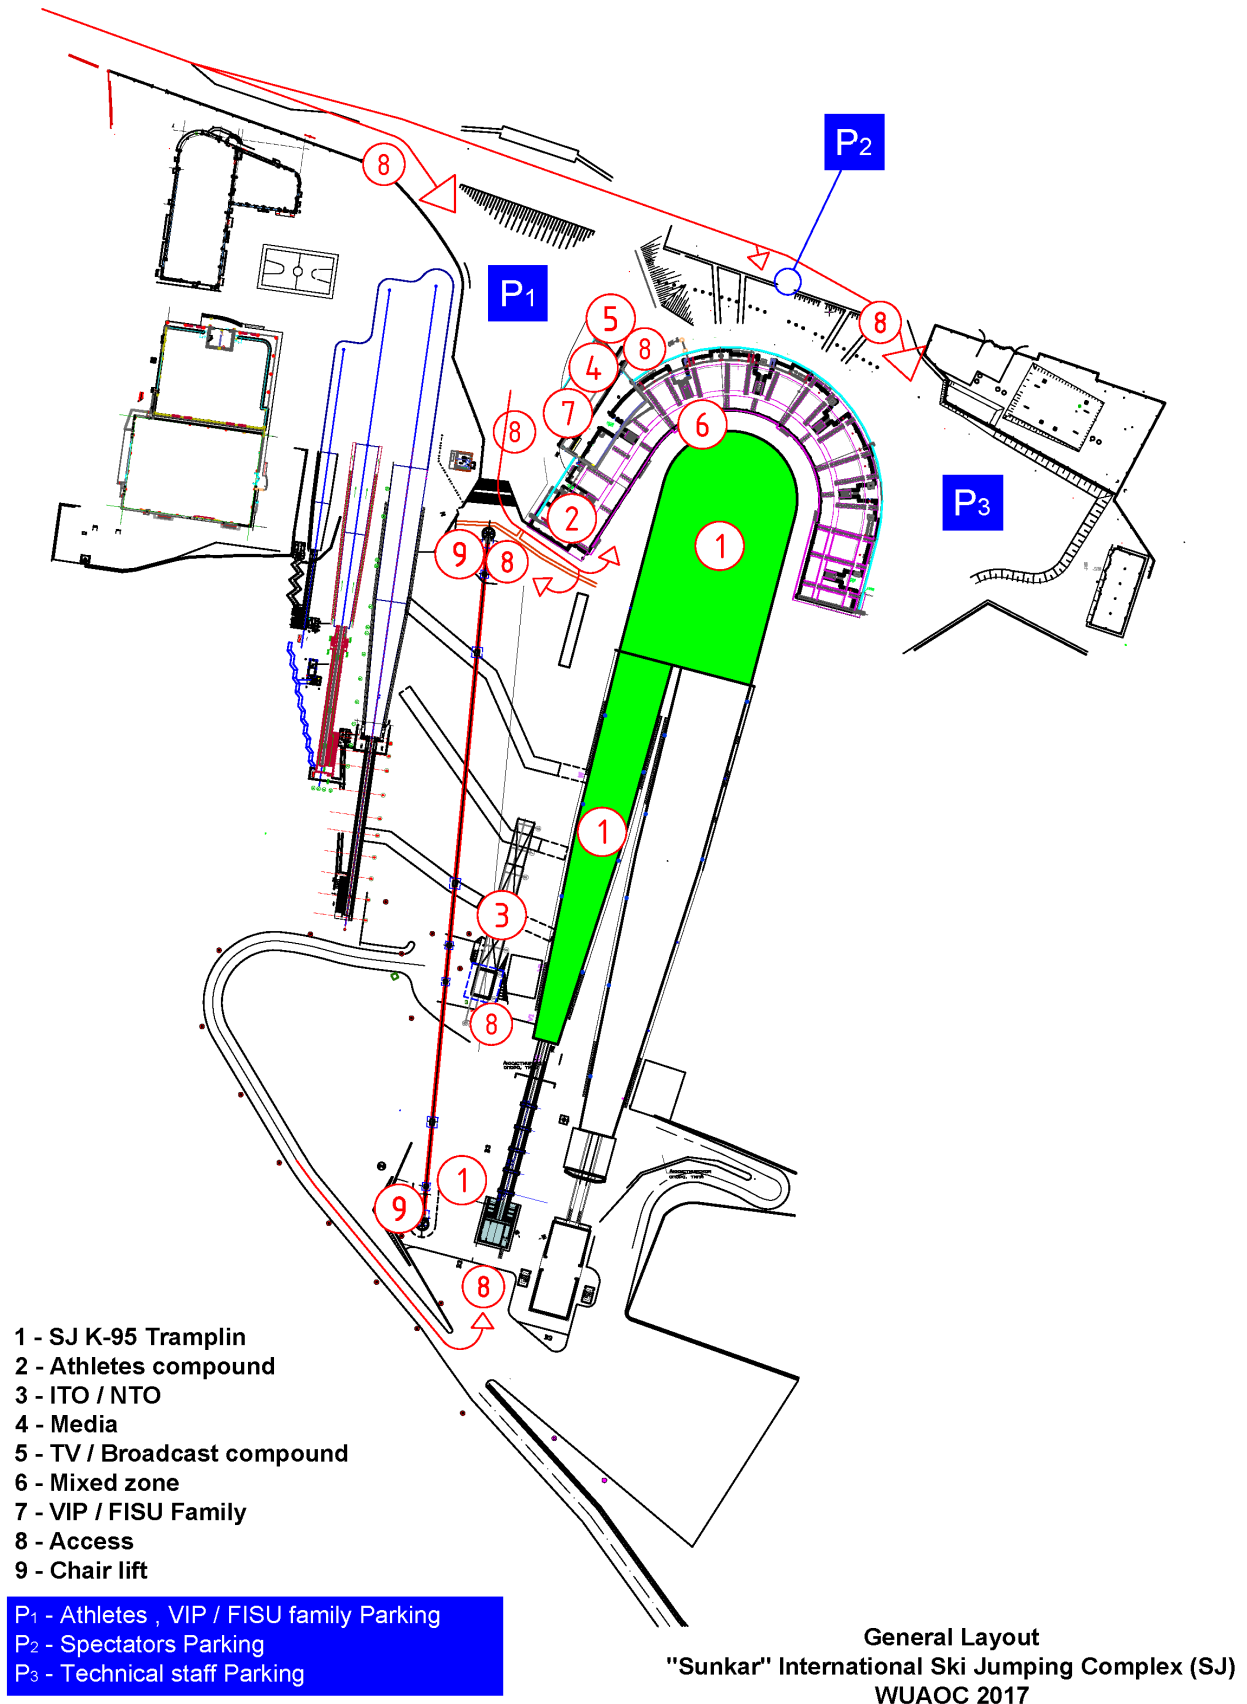 P2
8
P1
5
8
8
4
7
6
8
P3
2
1
9
8
1
3
8
1
9
8
1 - SJ K-95 Tramplin
2 - Athletes compound
3 - ITO / NTO
4 - Media
5 - TV / Broadcast compound
6 - Mixed zone
7 - VIP / FISU Family
8 - Access
9 - Chair lift
P1 - Athletes , VIP / FISU family Parking
P2 - Spectators Parking
P3 - Technical staff Parking
General Layout
"Sunkar" International Ski Jumping Complex (SJ)
WUAOC 2017